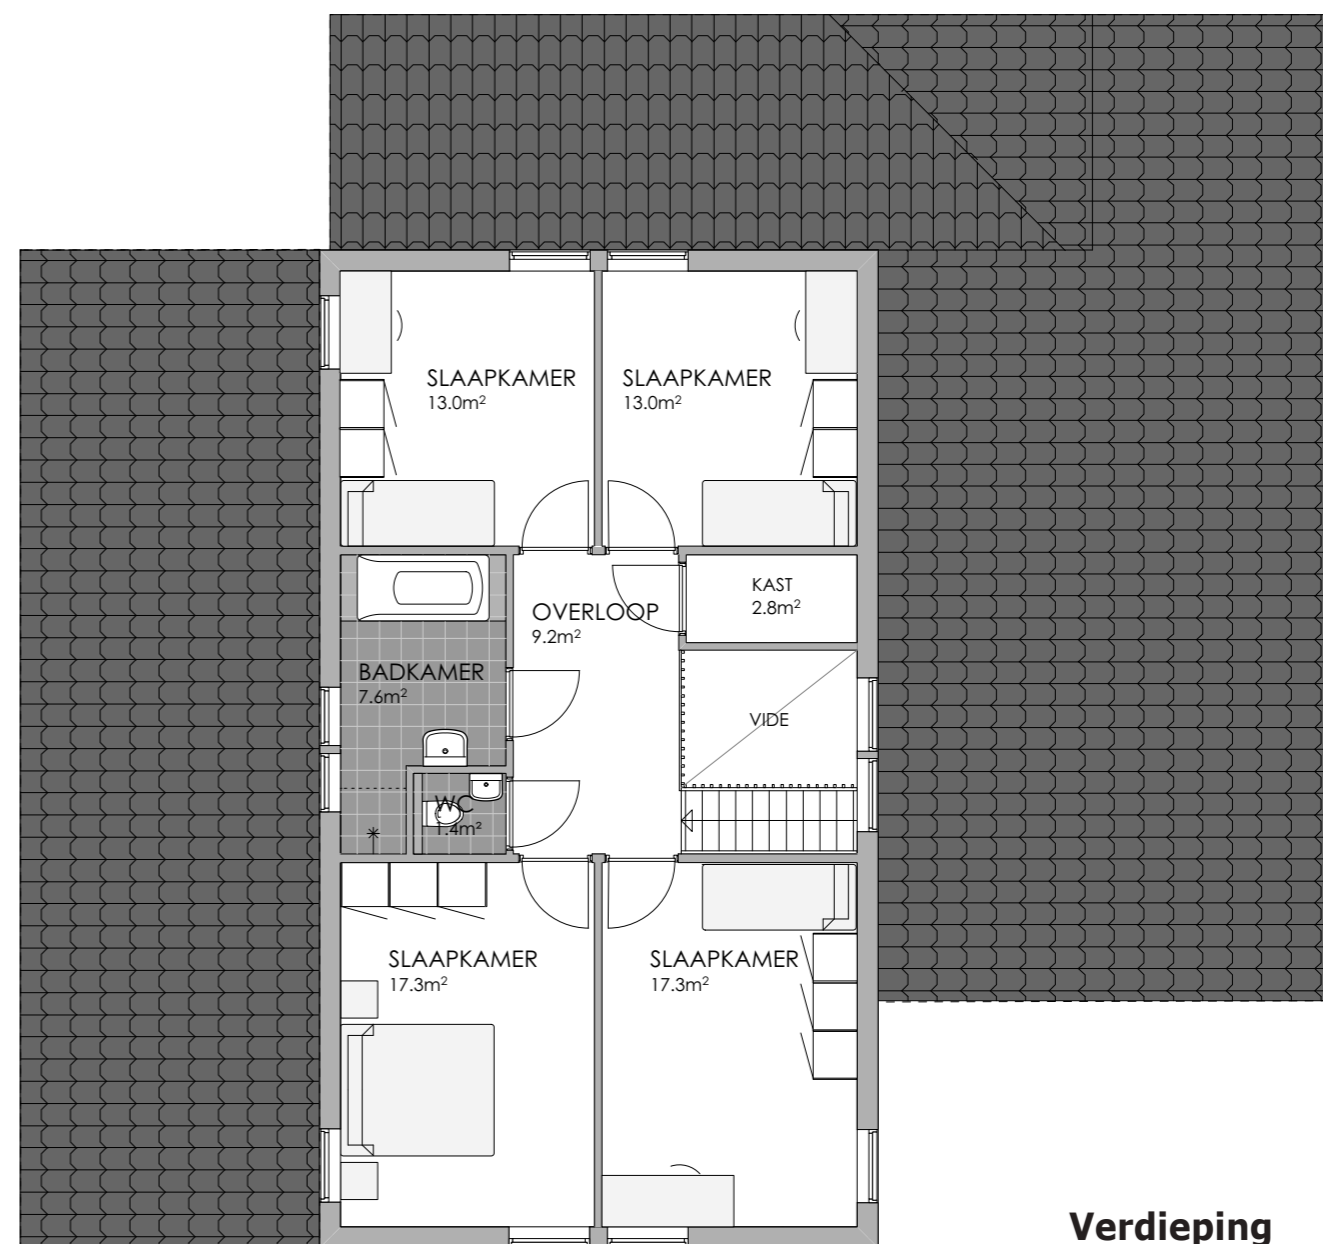 SLAAPKAMER
13.0m²
SLAAPKAMER
13.0m²
KAST
2.8m²
OVERLOOP
9.2m²
BADKAMER
7.6m²
VIDE
WC
1.4m²
SLAAPKAMER
17.3m²
SLAAPKAMER
17.3m²
Verdieping